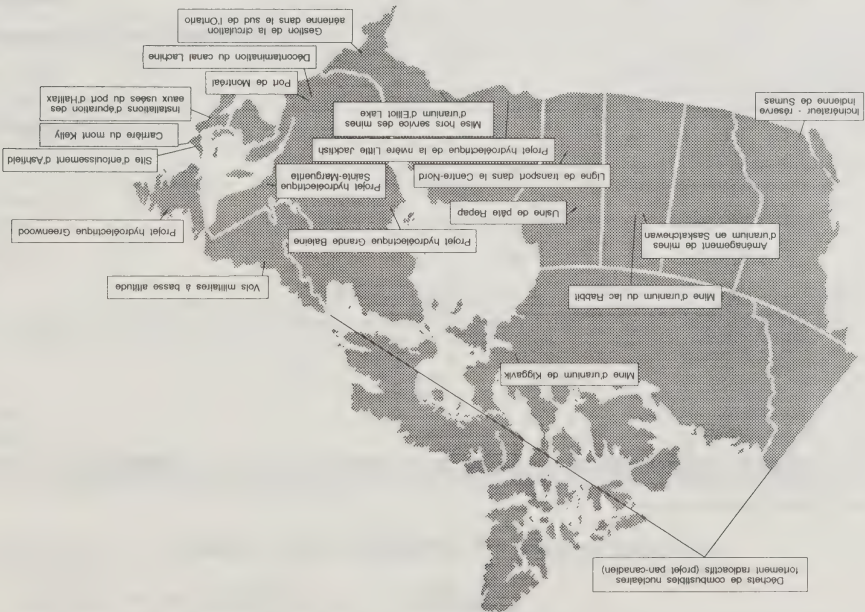 Déchets de combustibles nucléaires
fortement radioactifs (projet pan-canadien)
Mine d'uranium de Kiggavik
Mine d'uranium du lac Rabbit
Vols militaires à basse altitude
Aménagement de mines
d'uranium en Saskatchewan
Projet hydroélectrique Grande Baleine
Projet hydroélectrique Greenwood
Usine de pâte Repap
Projet hydroélectrique
Sainte-Marguerite
Ligne de transport dans le Centre-Nord
Site d'enfouissement d'Ashfield
Projet hydroélectrique de la rivière Little Jackfish
Carrière du mont Kelly
Mise hors service des mines
d'uranium d'Elliot Lake
Installations d'épuration des
eaux usées du port d'Halifax
Incinérateur - réserve
indienne de Sumas
Port de Montréal
Décontamination du canal Lachine
Gestion de la circulation
aérienne dans le sud de l'Ontario